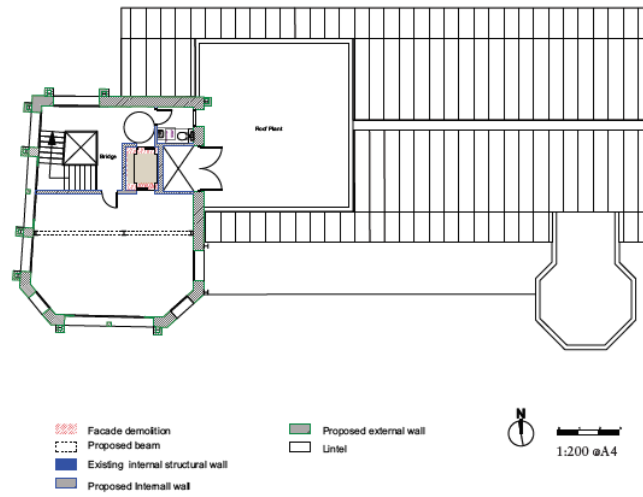 Roof Plant
Bridge
Facade demolition
Proposed beam
Existing internal structural wall
Proposed Internall wall
Proposed external wall
Lintel
N
1:200 @A4